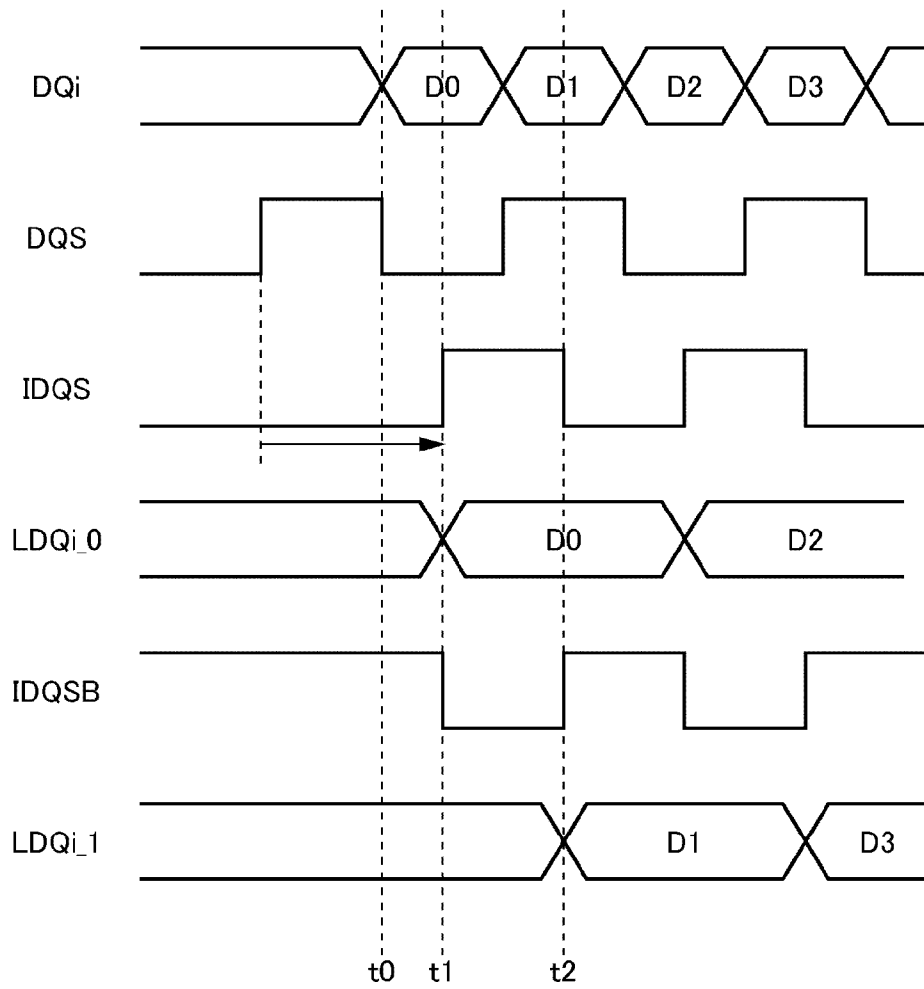 DQi D0 D1 D2 D3
DQS
IDQS
LDQi_0 D0 D2
IDQSB
LDQi_1 D1 D3
t0 t1 t2